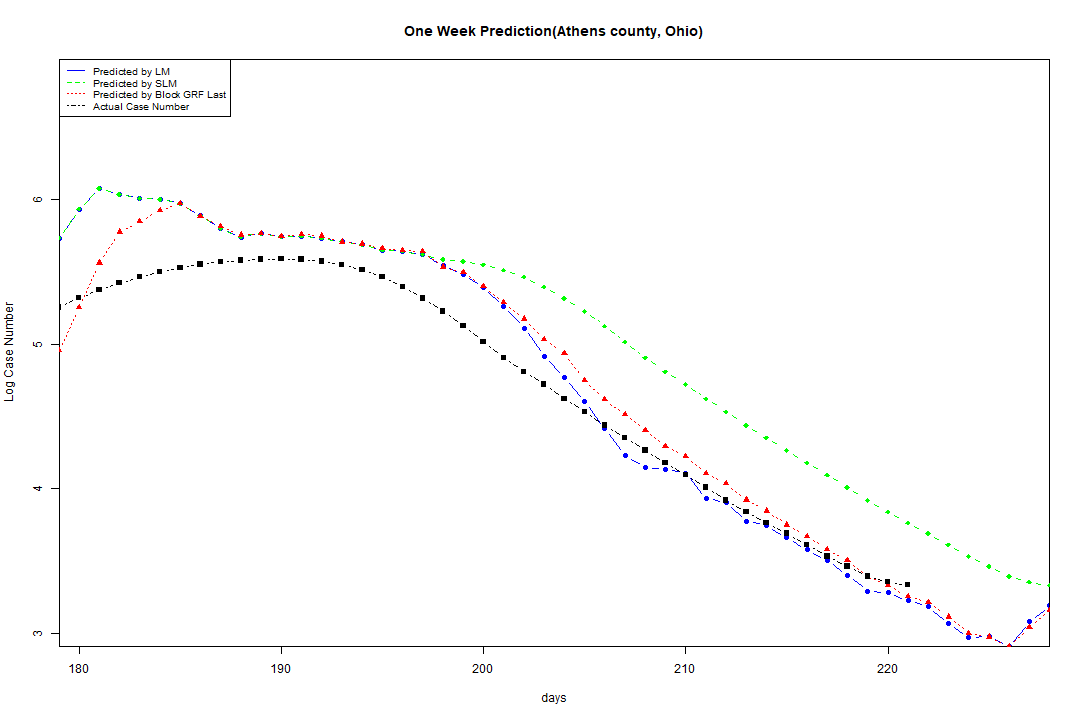 One Week Prediction(Athens county, Ohio)
Predicted by LM
Predicted by SLM
Predicted by Block GRF Last
Actual Case Number
Log Case Number
6
5
4
3
180 190 200 210 220
days